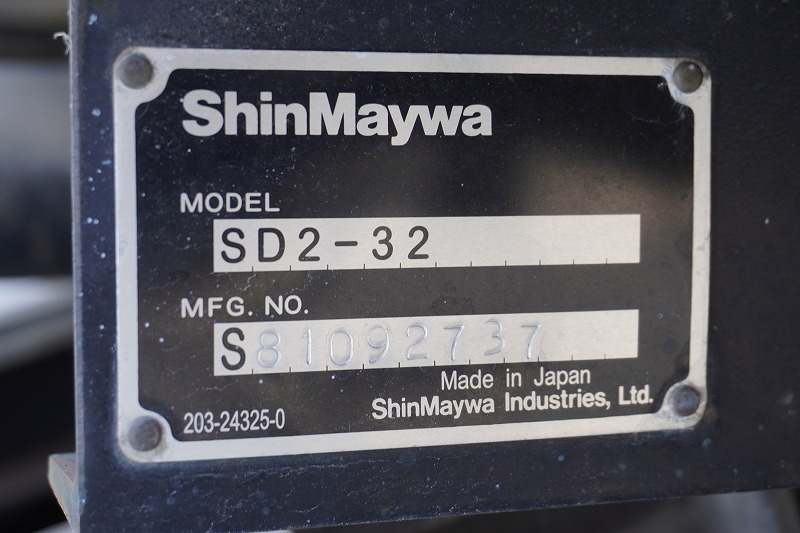 ShinMaywa
MODEL
SD2-32
MFG. NO.
S81092737
Made in Japan
203-24325-0 ShinMaywa Industries, Ltd.